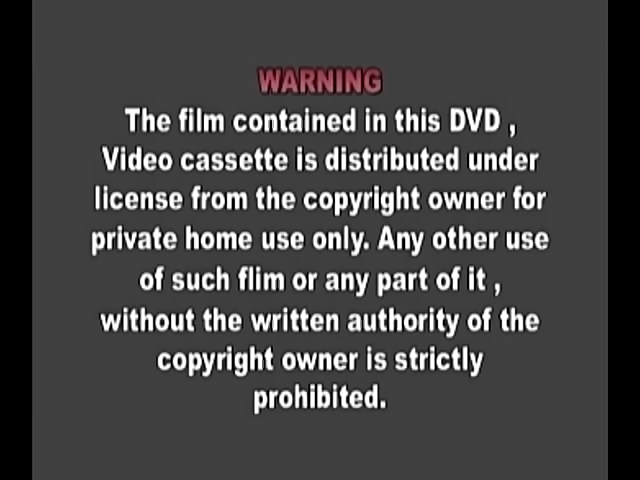 WARNING
The film contained in this DVD ,
Video cassette is distributed under
license from the copyright owner for
private home use only. Any other use
of such flim or any part of it ,
without the written authority of the
copyright owner is strictly
prohibited.